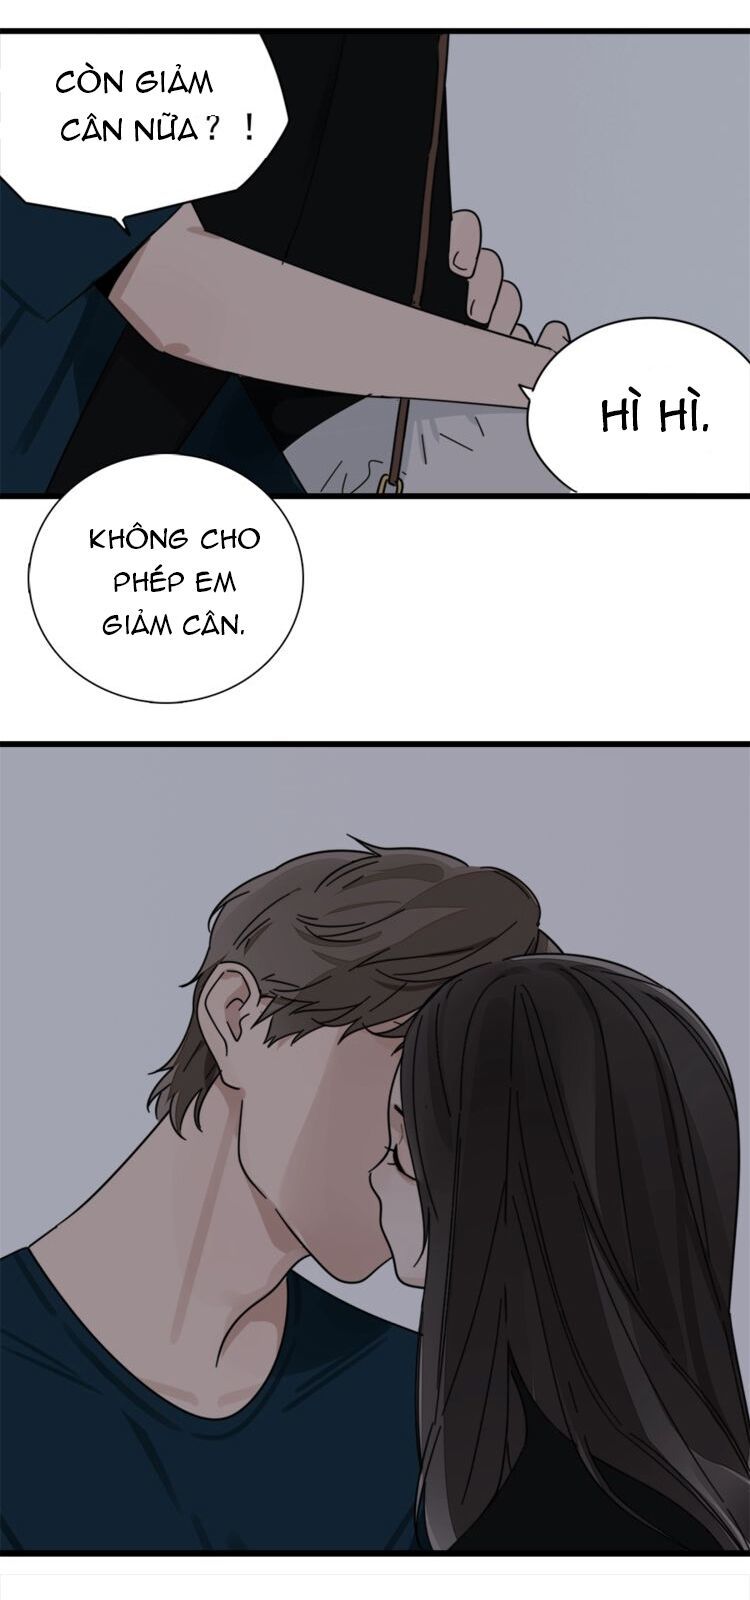 CÒN GIẢM
CÂN NỮA? !
HÌ HÌ.
KHÔNG CHO
PHÉP EM
GIẢM CÂN.